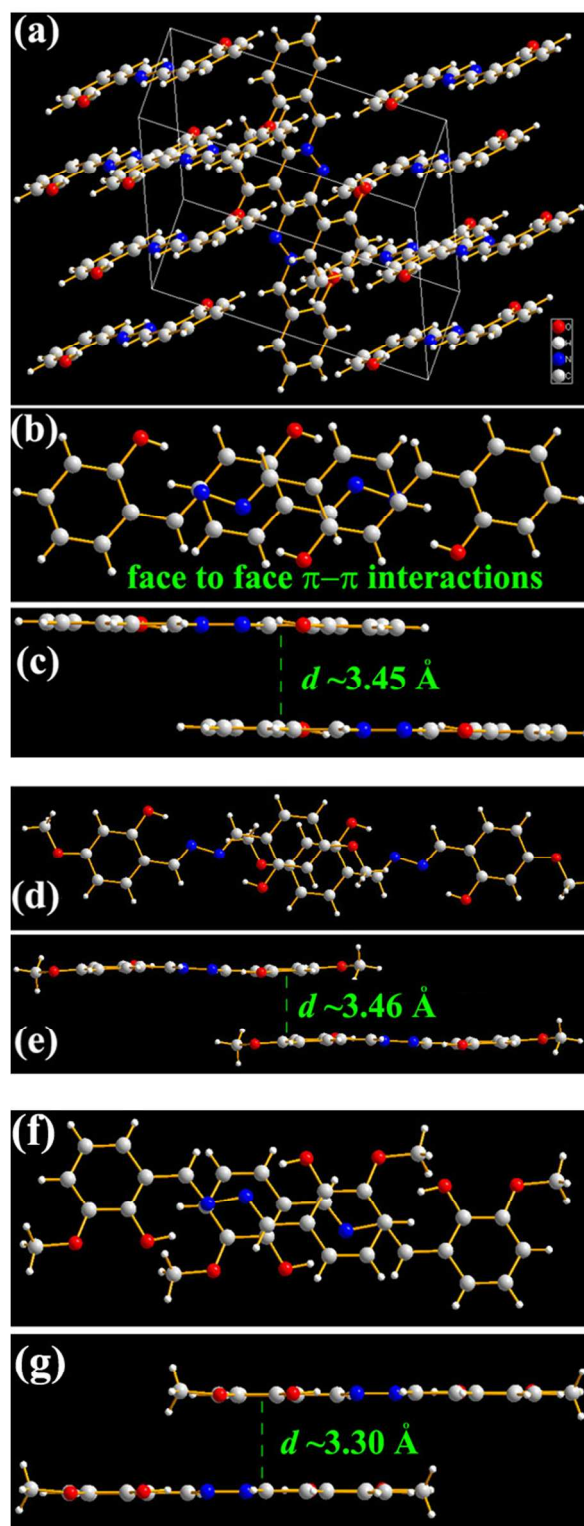 (a)
O
H
N
C
(b)
face to face π–π interactions
(c)
d ~3.45 Å
(d)
d ~3.46 Å
(e)
(f)
(g)
d ~3.30 Å